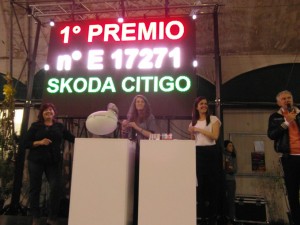 1° PREMIO
n° E 17271
SKODA CITIGO